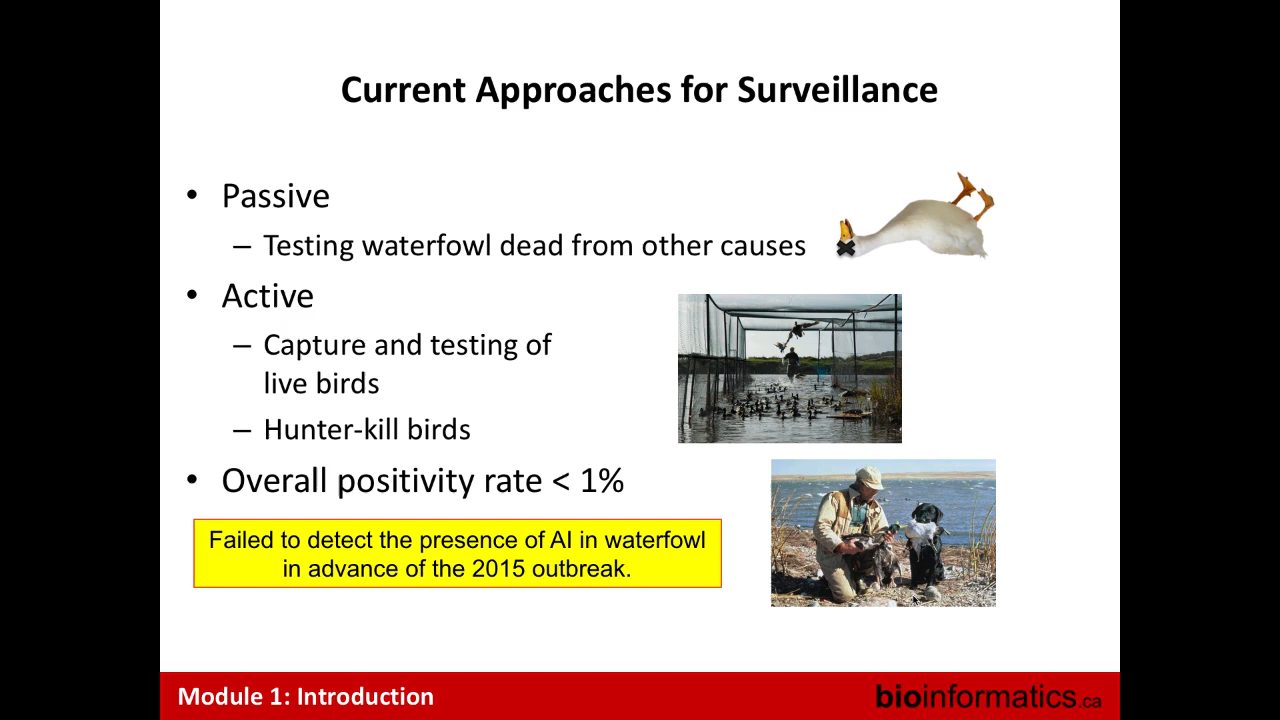 Current Approaches for Surveillance
• Passive
– Testing waterfowl dead from other causes
• Active
– Capture and testing of
live birds
– Hunter-kill birds
• Overall positivity rate < 1%
Failed to detect the presence of AI in waterfowl
in advance of the 2015 outbreak.
Module 1: Introduction
bioinformatics.ca